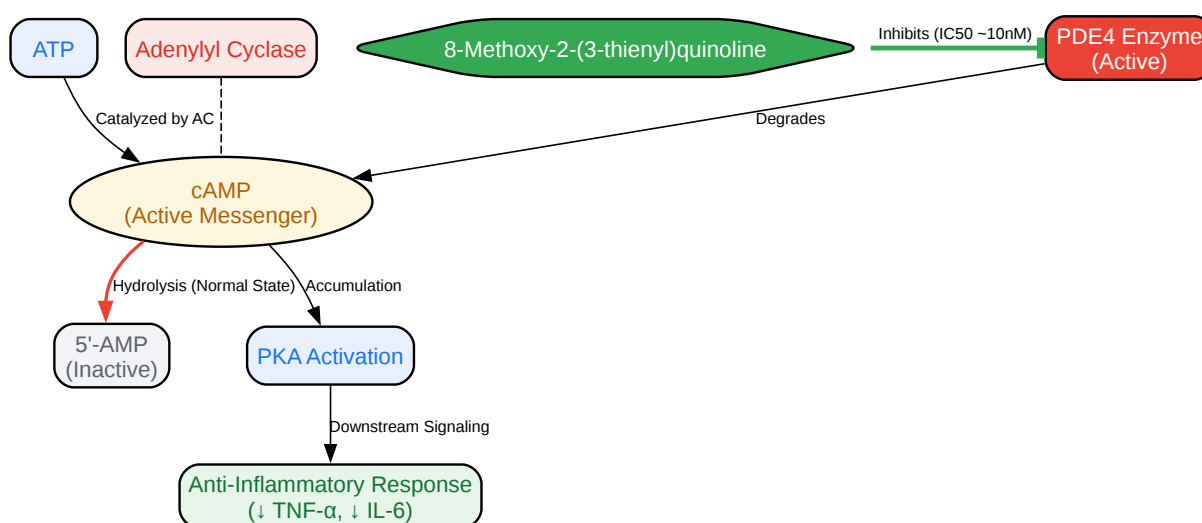 ATP
Adenylyl Cyclase
8-Methoxy-2-(3-thienyl)quinoline
Inhibits (IC50 ~10nM)
PDE4 Enzyme
(Active)
Catalyzed by AC
Degrades
cAMP
(Active Messenger)
Hydrolysis (Normal State)
Accumulation
5'-AMP
(Inactive)
PKA Activation
Downstream Signaling
Anti-Inflammatory Response
(↓ TNF-α, ↓ IL-6)